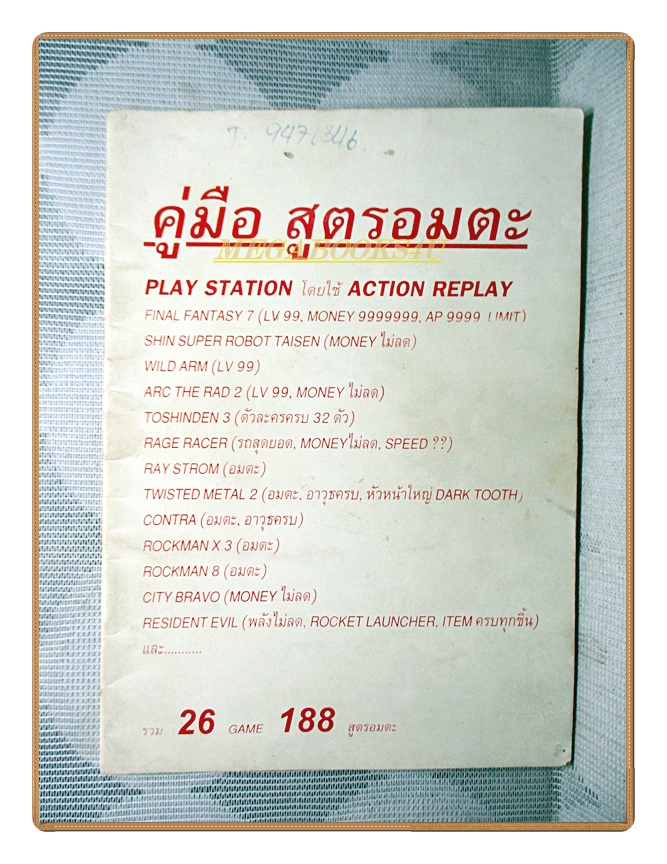 T. 947346
คู่มือ สูตรอมตะ
MEGABOOKS4U
PLAY STATION โดยใช้ ACTION REPLAY
FINAL FANTASY 7 (LV 99, MONEY 9999999, AP 9999 LIMIT)
SHIN SUPER ROBOT TAISEN (MONEY ไม่ลด)
WILD ARM (LV 99)
ARC THE RAD 2 (LV 99, MONEY ไม่ลด)
TOSHINDEN 3 (ตัวละครครบ 32 ตัว)
RAGE RACER (รถสุดยอด, MONEYไม่ลด, SPEED ??)
RAY STROM (อมตะ)
TWISTED METAL 2 (อมตะ, อาวุธครบ, หัวหน้าใหญ่ DARK TOOTH)
CONTRA (อมตะ, อาวุธครบ)
ROCKMAN X 3 (อมตะ)
ROCKMAN 8 (อมตะ)
CITY BRAVO (MONEY ไม่ลด)
RESIDENT EVIL (พลังไม่ลด, ROCKET LAUNCHER, ITEM ครบทุกชิ้น)
และ...........
รวม 26 GAME 188 สูตรอมตะ